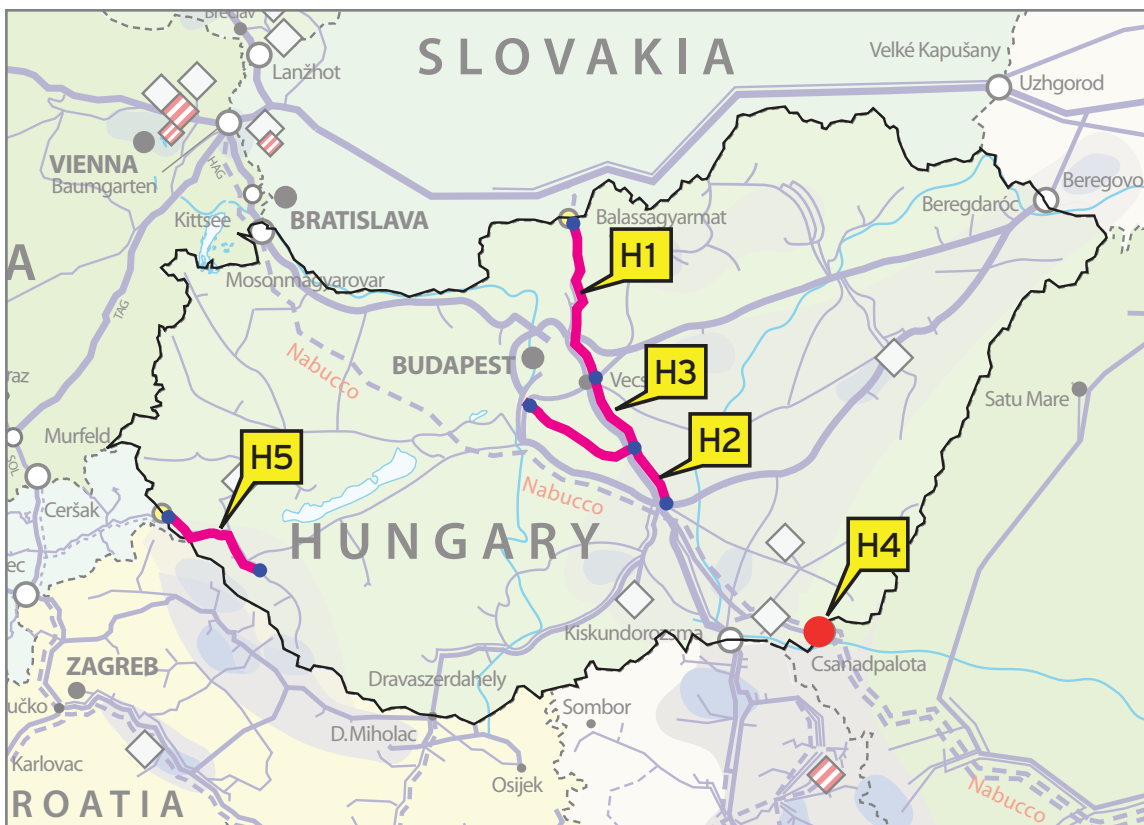 Breclav
SLOVAKIA
Velké Kapušany
Lanžhot
Uzhgorod
VIENNA
Baumgarten
HAG
Beregovo
Kittsee
BRATISLAVA
Balassagyarmat
Beregdaróc
A
H1
Mosonmagyarovar
TAG
Nabucco
BUDAPEST
H3
Vecs
raz
Satu Mare
Murfeld
H2
SOL
H5
Nabucco
Ceršak
HUNGARY
H4
ec
Kiskundorozsma
ZAGREB
Csanadpalota
Dravaszerdahely
učko
Sombor
D.Miholac
Karlovac
Osijek
Nabucco
ROATIA